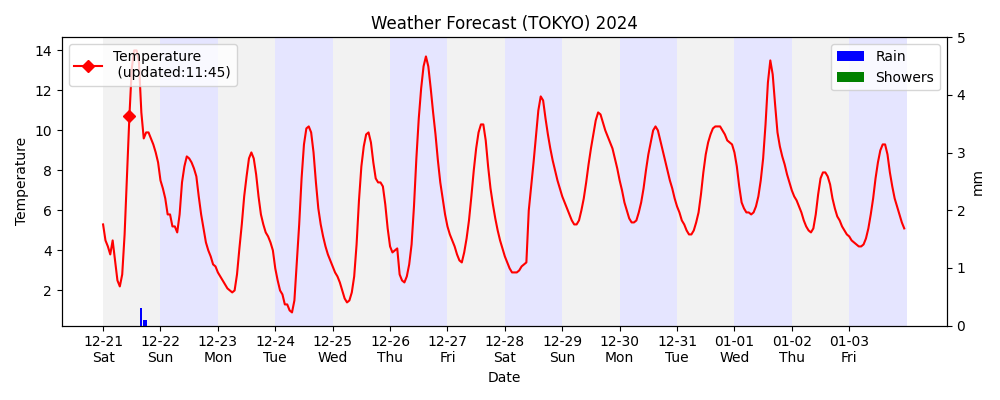 Weather Forecast (TOKYO) 2024
Temperature
(updated:11:45)
Rain
Showers
Temperature
14
12
10
8
6
4
2
5
4
3
2
1
0
mm
12-21 12-22 12-23 12-24 12-25 12-26 12-27 12-28 12-29 12-30 12-31 01-01 01-02 01-03
Sat Sun Mon Tue Wed Thu Fri Sat Sun Mon Tue Wed Thu Fri
Date